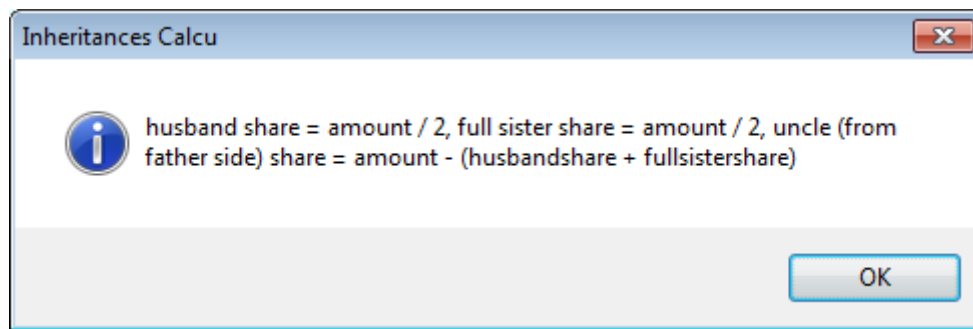 Inheritances Calcu
husband share = amount / 2, full sister share = amount / 2, uncle (from
father side) share = amount - (husbandshare + fullsistershare)
OK